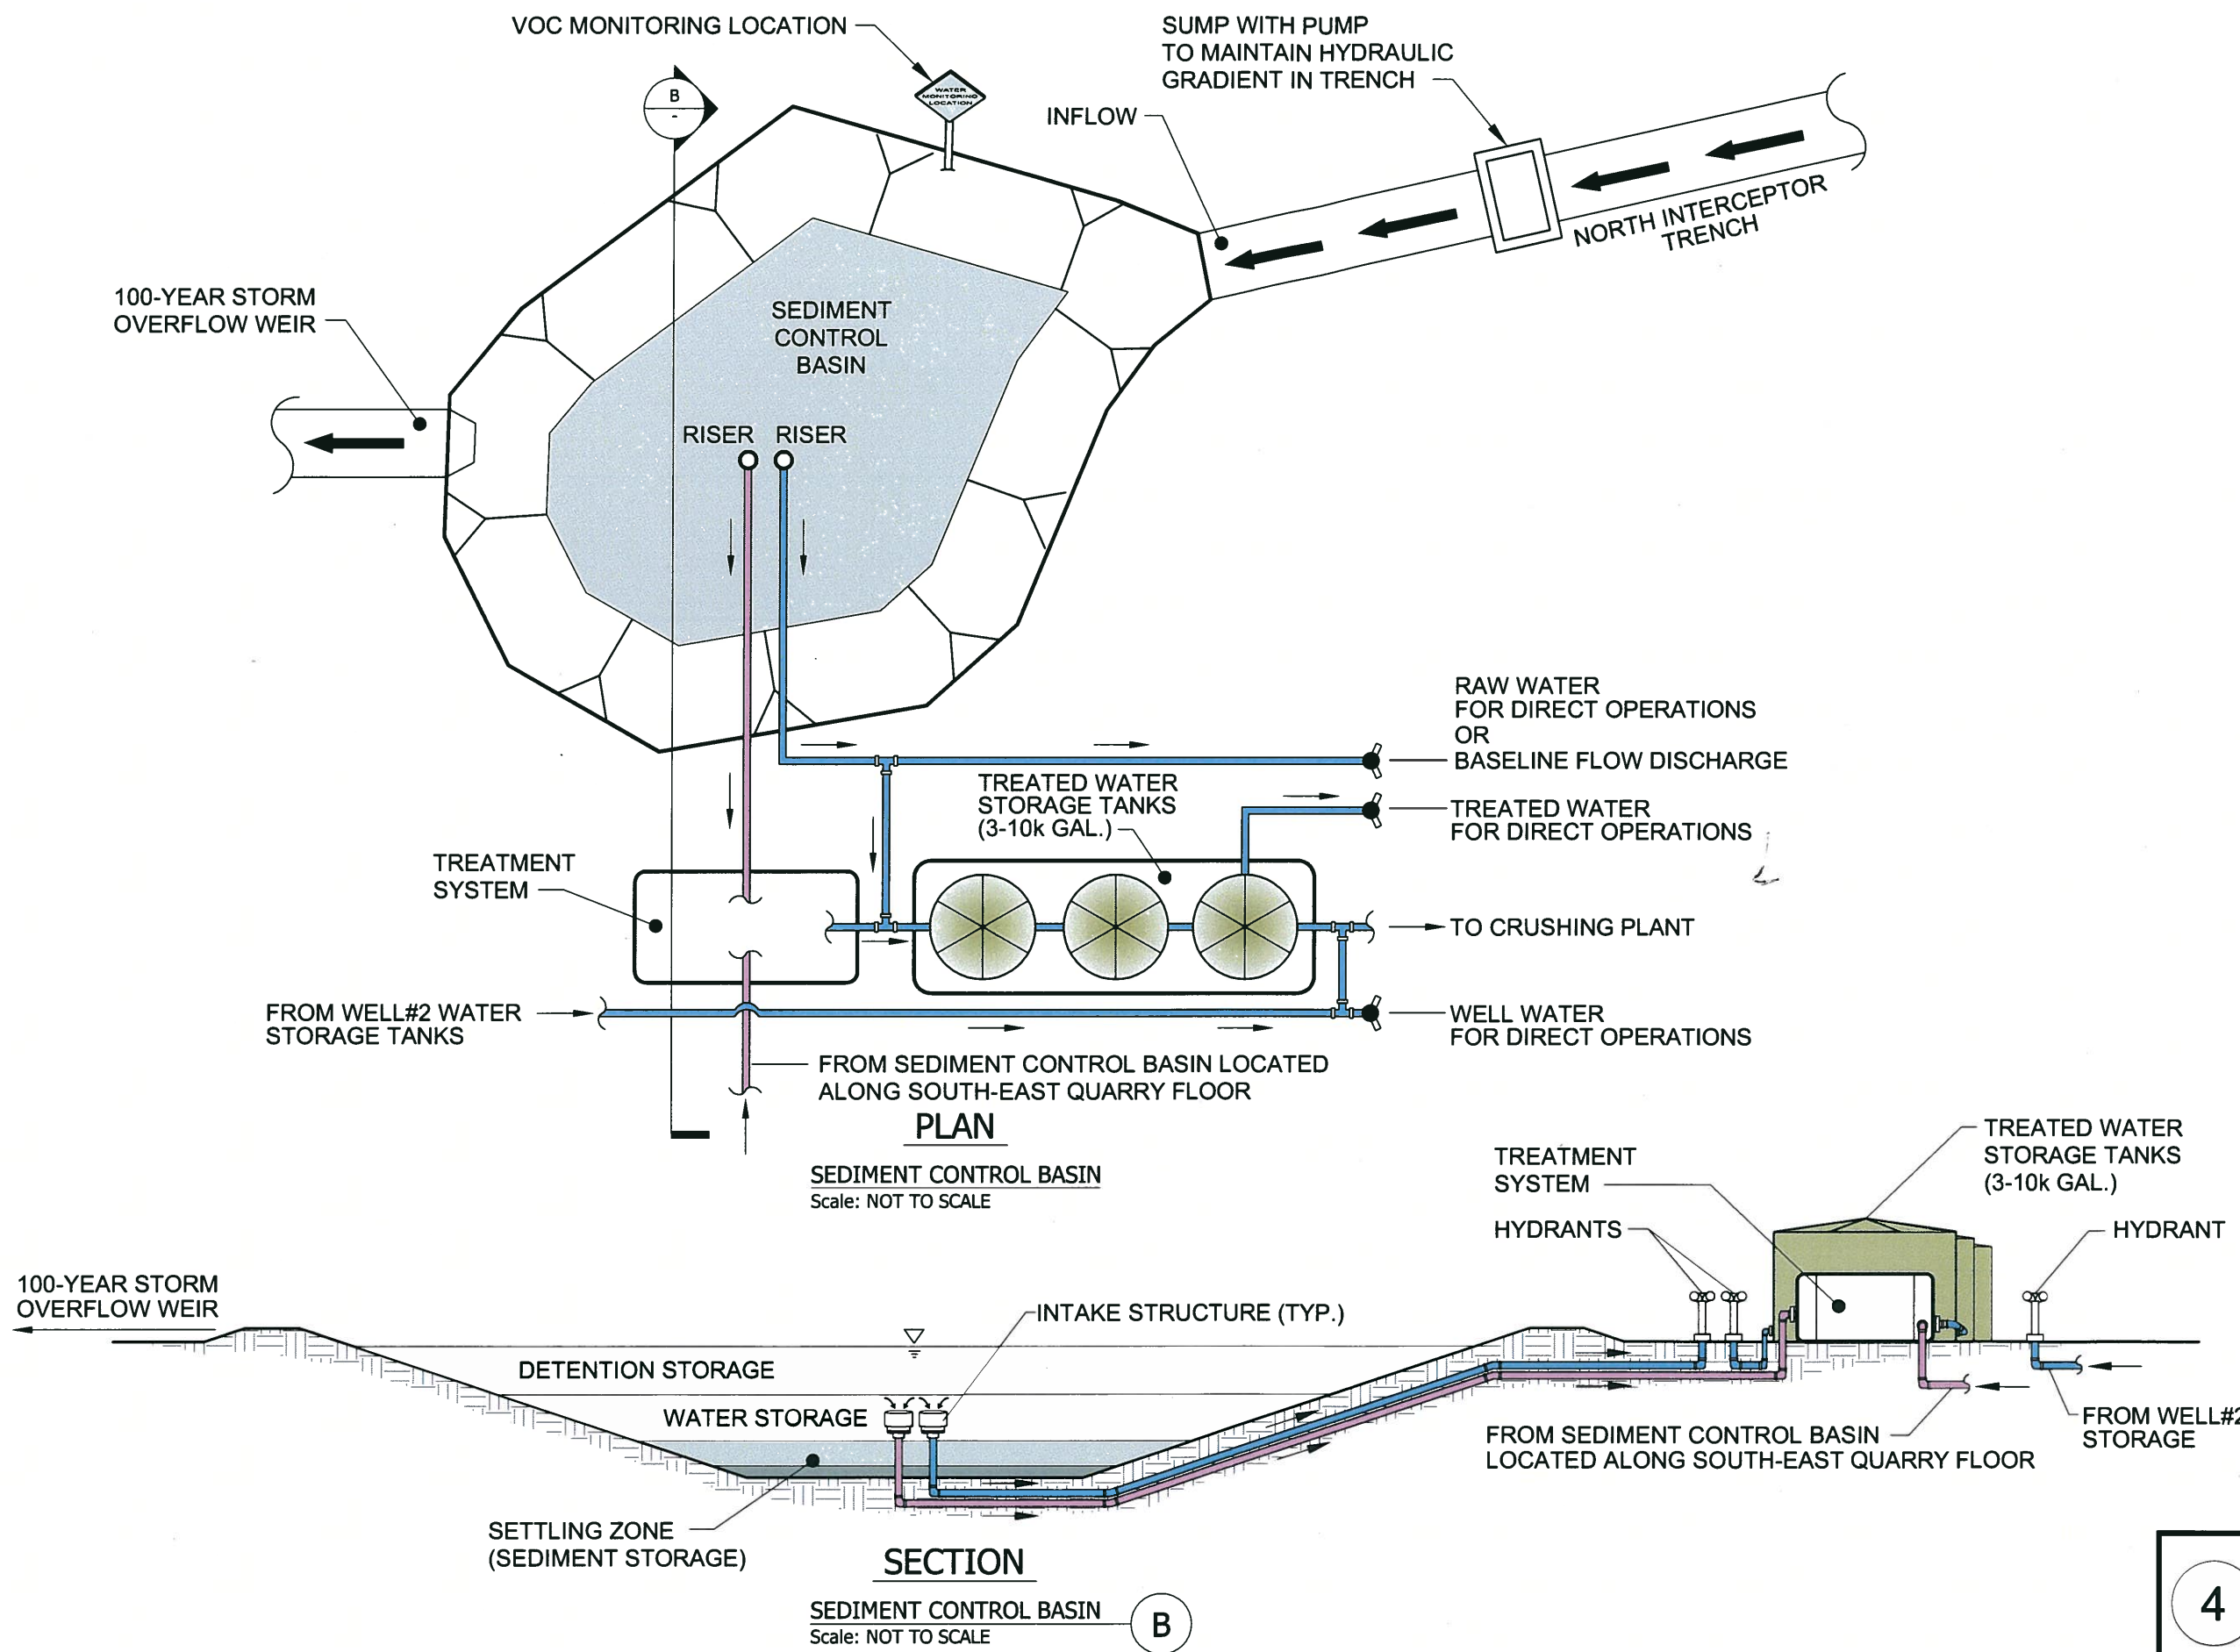 VOC MONITORING LOCATION
SUMP WITH PUMP
TO MAINTAIN HYDRAULIC
GRADIENT IN TRENCH
B
-
WATER
MONITORING
LOCATION
INFLOW
NORTH INTERCEPTOR
TRENCH
100-YEAR STORM
OVERFLOW WEIR
SEDIMENT
CONTROL
BASIN
RISER RISER
RAW WATER
FOR DIRECT OPERATIONS
OR
BASELINE FLOW DISCHARGE
TREATED WATER
STORAGE TANKS
(3-10k GAL.)
TREATED WATER
FOR DIRECT OPERATIONS
TREATMENT
SYSTEM
TO CRUSHING PLANT
FROM WELL#2 WATER
STORAGE TANKS
WELL WATER
FOR DIRECT OPERATIONS
FROM SEDIMENT CONTROL BASIN LOCATED
ALONG SOUTH-EAST QUARRY FLOOR
PLAN
SEDIMENT CONTROL BASIN
Scale: NOT TO SCALE
TREATMENT
SYSTEM
TREATED WATER
STORAGE TANKS
(3-10k GAL.)
HYDRANTS
HYDRANT
100-YEAR STORM
OVERFLOW WEIR
INTAKE STRUCTURE (TYP.)
DETENTION STORAGE
WATER STORAGE
FROM SEDIMENT CONTROL BASIN
LOCATED ALONG SOUTH-EAST QUARRY FLOOR
FROM WELL#2
STORAGE
SETTLING ZONE
(SEDIMENT STORAGE)
SECTION
SEDIMENT CONTROL BASIN
Scale: NOT TO SCALE
B
4